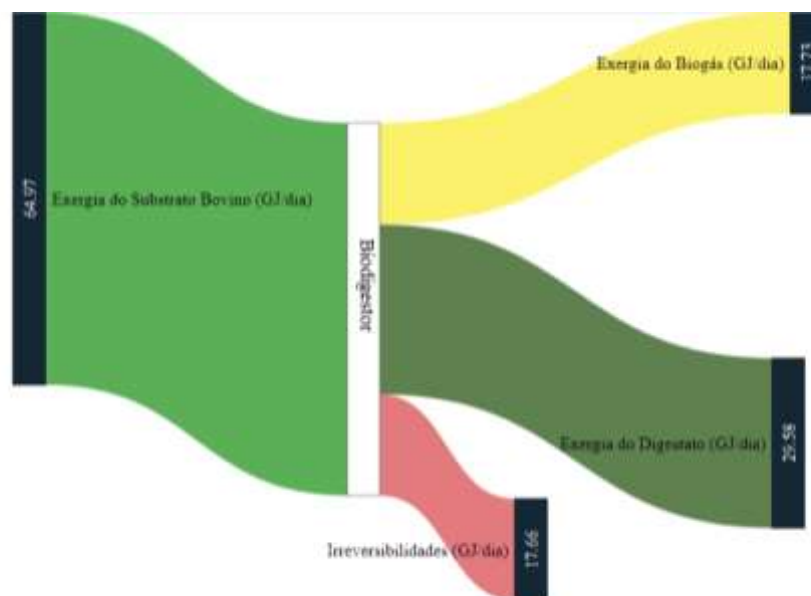 Exergia do Biogás (GJ/dia)
17.73
64.97
Exergia do Substrato Bovino (GJ/dia)
Biodigestor
Exergia do Digestato (GJ/dia)
29.58
Irreversibilidades (GJ/dia)
17.66